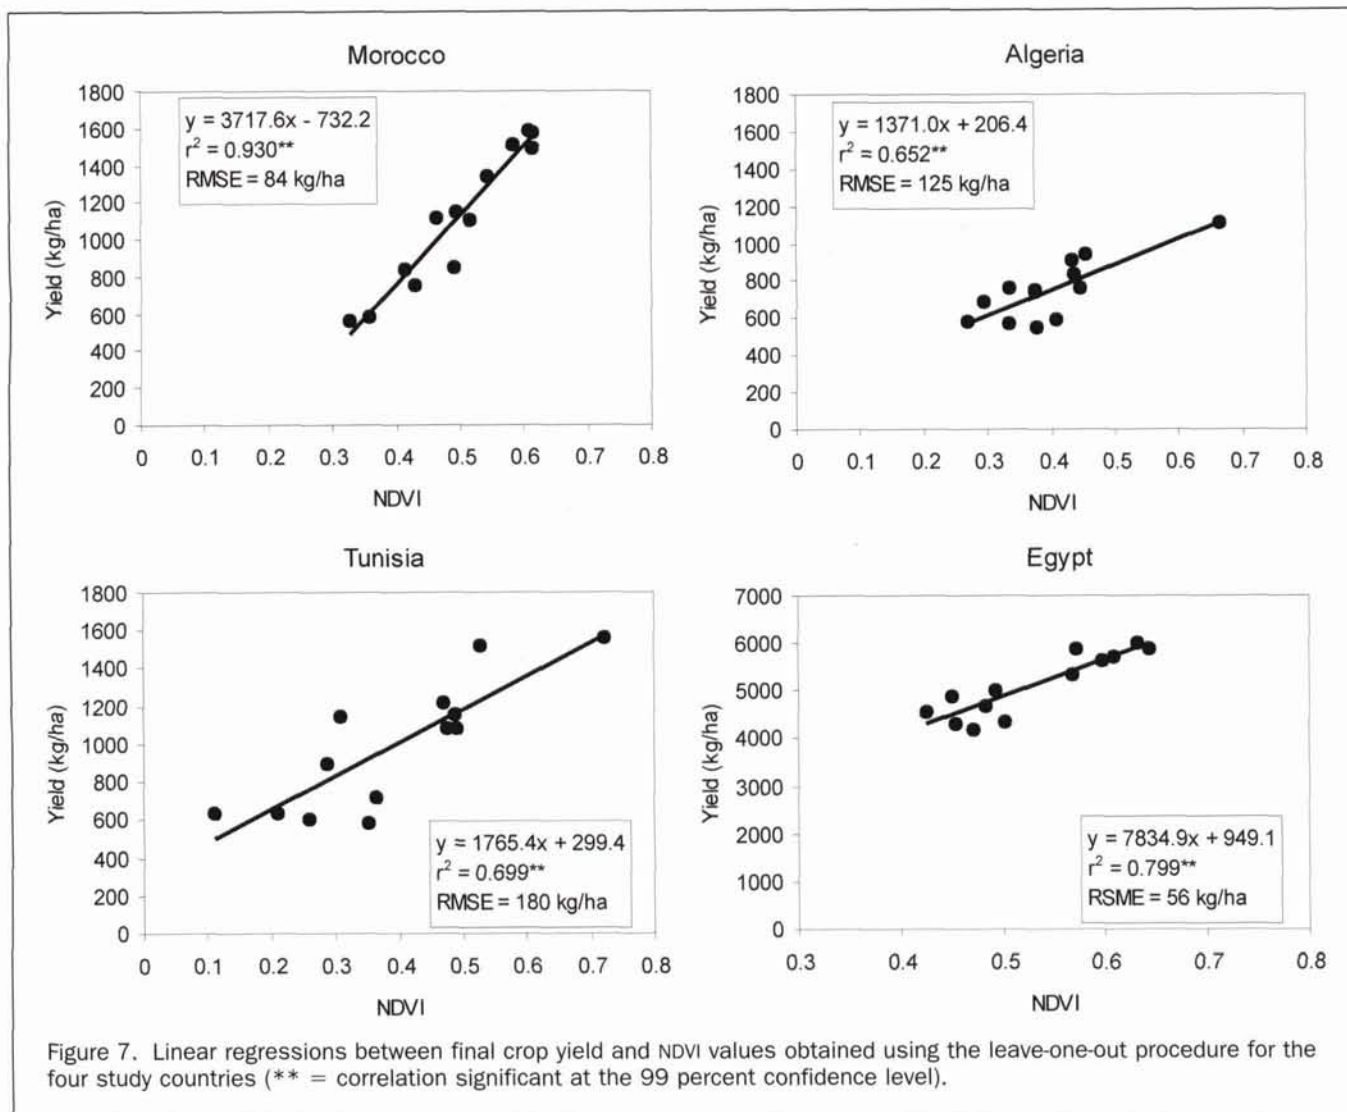 Morocco
1800
1600
1400
1200
1000
800
600
400
200
0
Yield (kg/ha)
y = 3717.6x - 732.2
r² = 0.930**
RMSE = 84 kg/ha
0 0.1 0.2 0.3 0.4 0.5 0.6 0.7 0.8
NDVI
Algeria
1800
1600
1400
1200
1000
800
600
400
200
0
Yield (kg/ha)
y = 1371.0x + 206.4
r² = 0.652**
RMSE = 125 kg/ha
0 0.2 0.3 0.4 0.5 0.6 0.7 0.8
NDVI
Tunisia
1800
1600
1400
1200
1000
800
600
400
200
0
Yield (kg/ha)
y = 1765.4x + 299.4
r² = 0.699**
RMSE = 180 kg/ha
0 0.1 0.2 0.3 0.4 0.5 0.6 0.7 0.8
NDVI
Egypt
7000
6000
5000
4000
3000
2000
1000
0
Yield (kg/ha)
y = 7834.9x + 949.1
r² = 0.799**
RSME = 56 kg/ha
0.3 0.4 0.5 0.6 0.7 0.8
NDVI
Figure 7. Linear regressions between final crop yield and NDVI values obtained using the leave-one-out procedure for the
four study countries (** = correlation significant at the 99 percent confidence level).